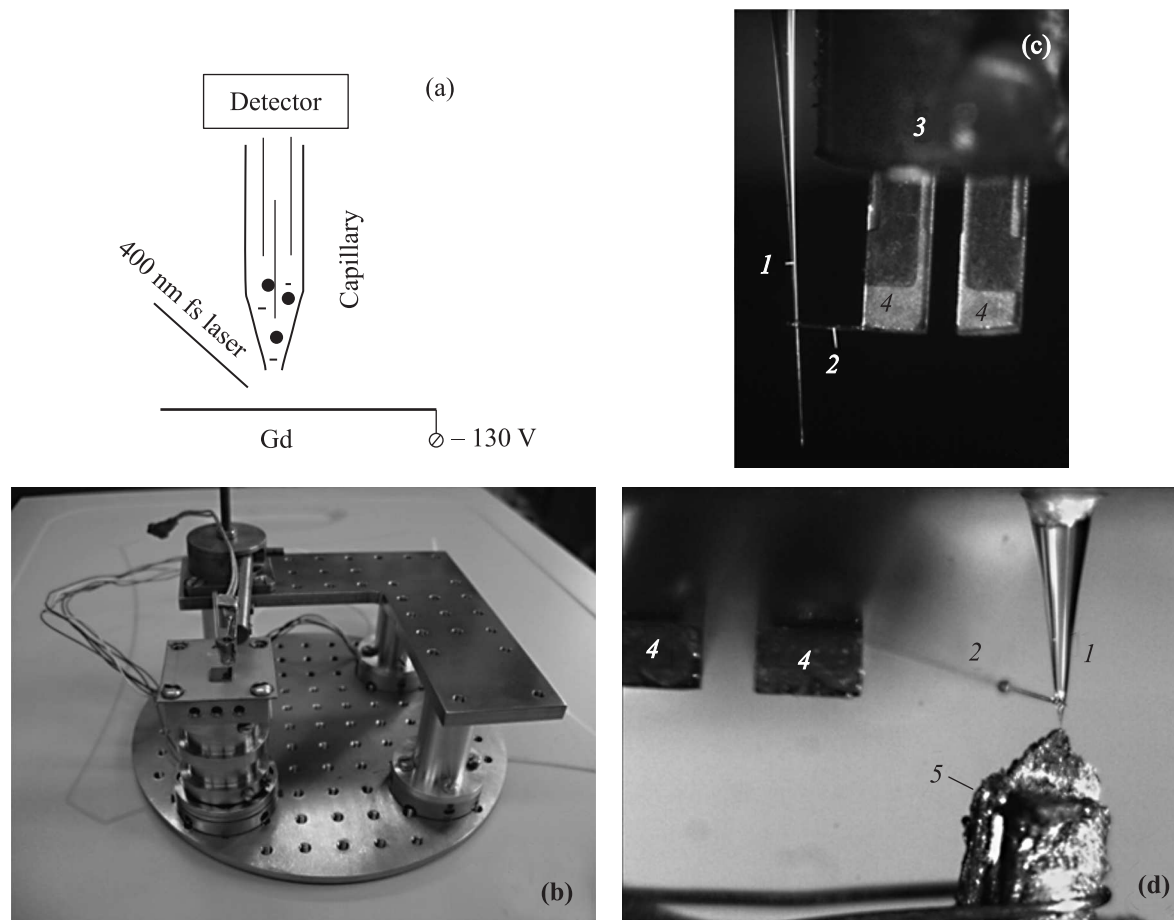 Detector
(a)
Capillary
400 nm fs laser
Gd
– 130 V
(c)
3
1
4
4
2
(b)
4
4
2
1
5
(d)